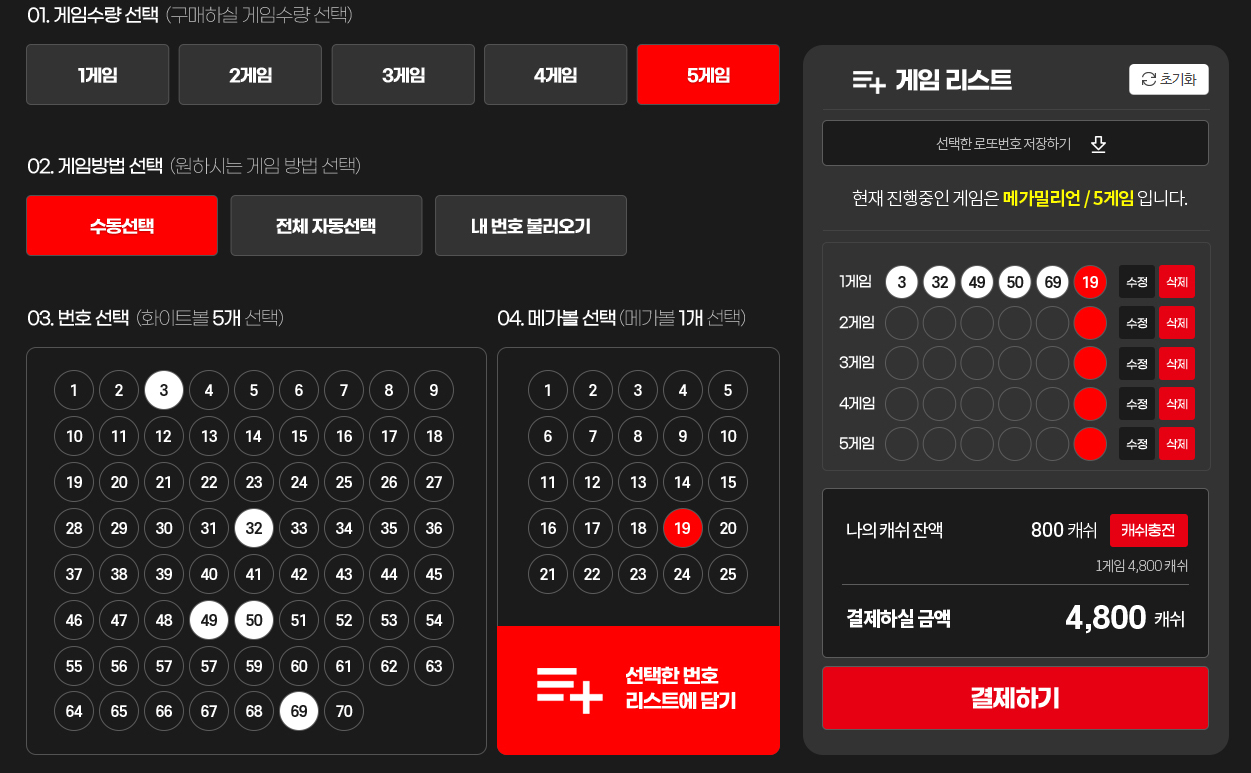 01. 게임수량 선택 (구매하실 게임수량 선택)
1게임 2게임 3게임 4게임 5게임
02. 게임방법 선택 (원하시는 게임 방법 선택)
수동선택 전체 자동선택 내 번호 불러오기
03. 번호 선택 (화이트볼 5개 선택)
1 2 3 4 5 6 7 8 9
10 11 12 13 14 15 16 17 18
19 20 21 22 23 24 25 26 27
28 29 30 31 32 33 34 35 36
37 38 39 40 41 42 43 44 45
46 47 48 49 50 51 52 53 54
55 56 57 57 59 60 61 62 63
64 65 66 67 68 69 70
04. 메가볼 선택 (메가볼 1개 선택)
1 2 3 4 5
6 7 8 9 10
11 12 13 14 15
16 17 18 19 20
21 22 23 24 25
선택한 번호
리스트에 담기
게임 리스트 초기화
선택한 로또번호 저장하기
현재 진행중인 게임은 메가밀리언 / 5게임 입니다.
1게임 3 32 49 50 69 19 수정 삭제
2게임 수정 삭제
3게임 수정 삭제
4게임 수정 삭제
5게임 수정 삭제
나의 캐쉬 잔액 800 캐쉬 캐쉬충전
1게임 4,800 캐쉬
결제하실 금액 4,800 캐쉬
결제하기